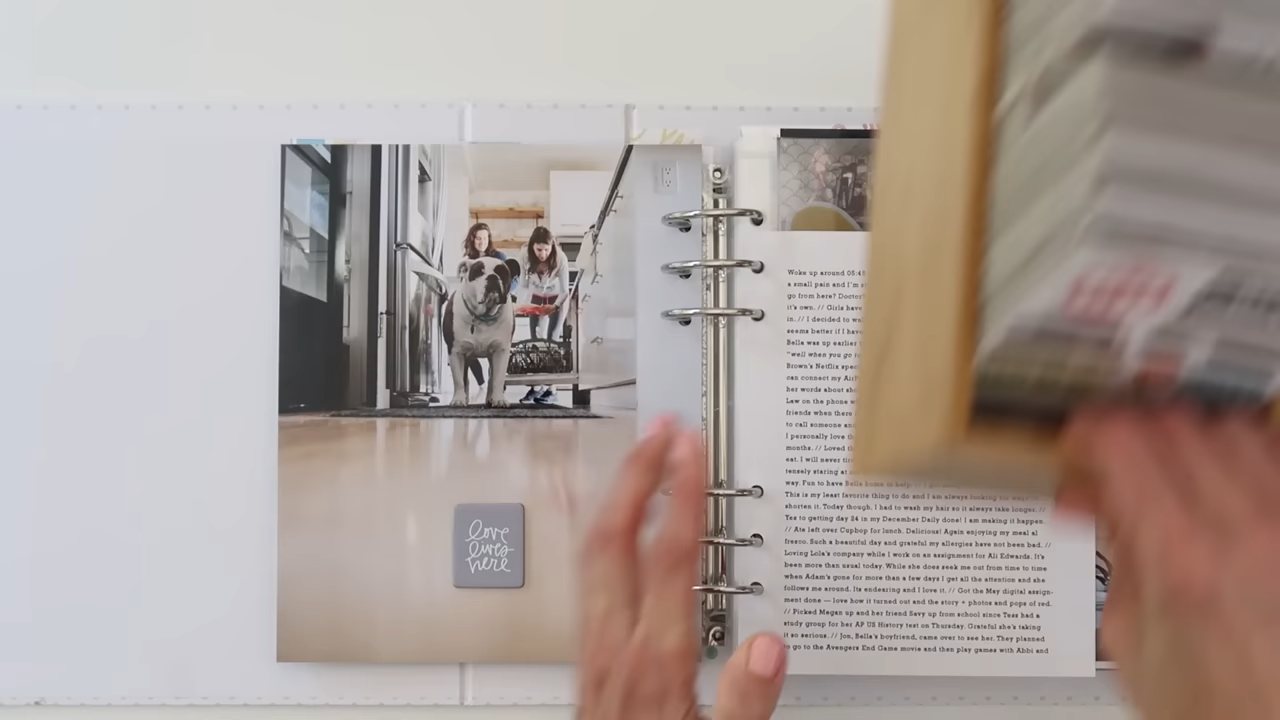 love
lives
here
Woke up around 05:4
a small pain and I'm
go from here? Doctor
it's own. // Girls have
in. // I decided to
seems better if I have
Bella was up earlier
"well when you go
Brown's Netflix
can connect my
her words about
Law on the phone
friends when there
to call someone
I personally love
months. // Loved
eat. I will never
tensely staring at
way. Fun to have Bella home to help. //
This is my least favorite thing to do and I am always looking for ways to
shorten it. Today though, I had to wash my hair so it always take longer. //
Yes to getting day 24 in my December Daily done! I am making it happen.
// Ate left over Cupbop for lunch. Delicious! Again enjoying my meal al
fresco. Such a beautiful day and grateful my allergies have not been bad. //
Loving Lola's company while I work on an assignment for Ali Edwards. It's
been more than usual today. While she does seek me out from time to time
when Adam's gone for more than a few days I get all the attention and she
follows me around. Its endearing and I love it. // Got the May digital assign-
ment done — love how it turned out and the story + photos and pops of red.
// Picked Megan up and her friend Savy up from school since Tess had a
study group for her AP US History test on Thursday. Grateful she's taking
it so serious. // Jon, Bella's boyfriend, came over to see her. They planned
to go to the Avengers End Game movie and then play games with Abbi and